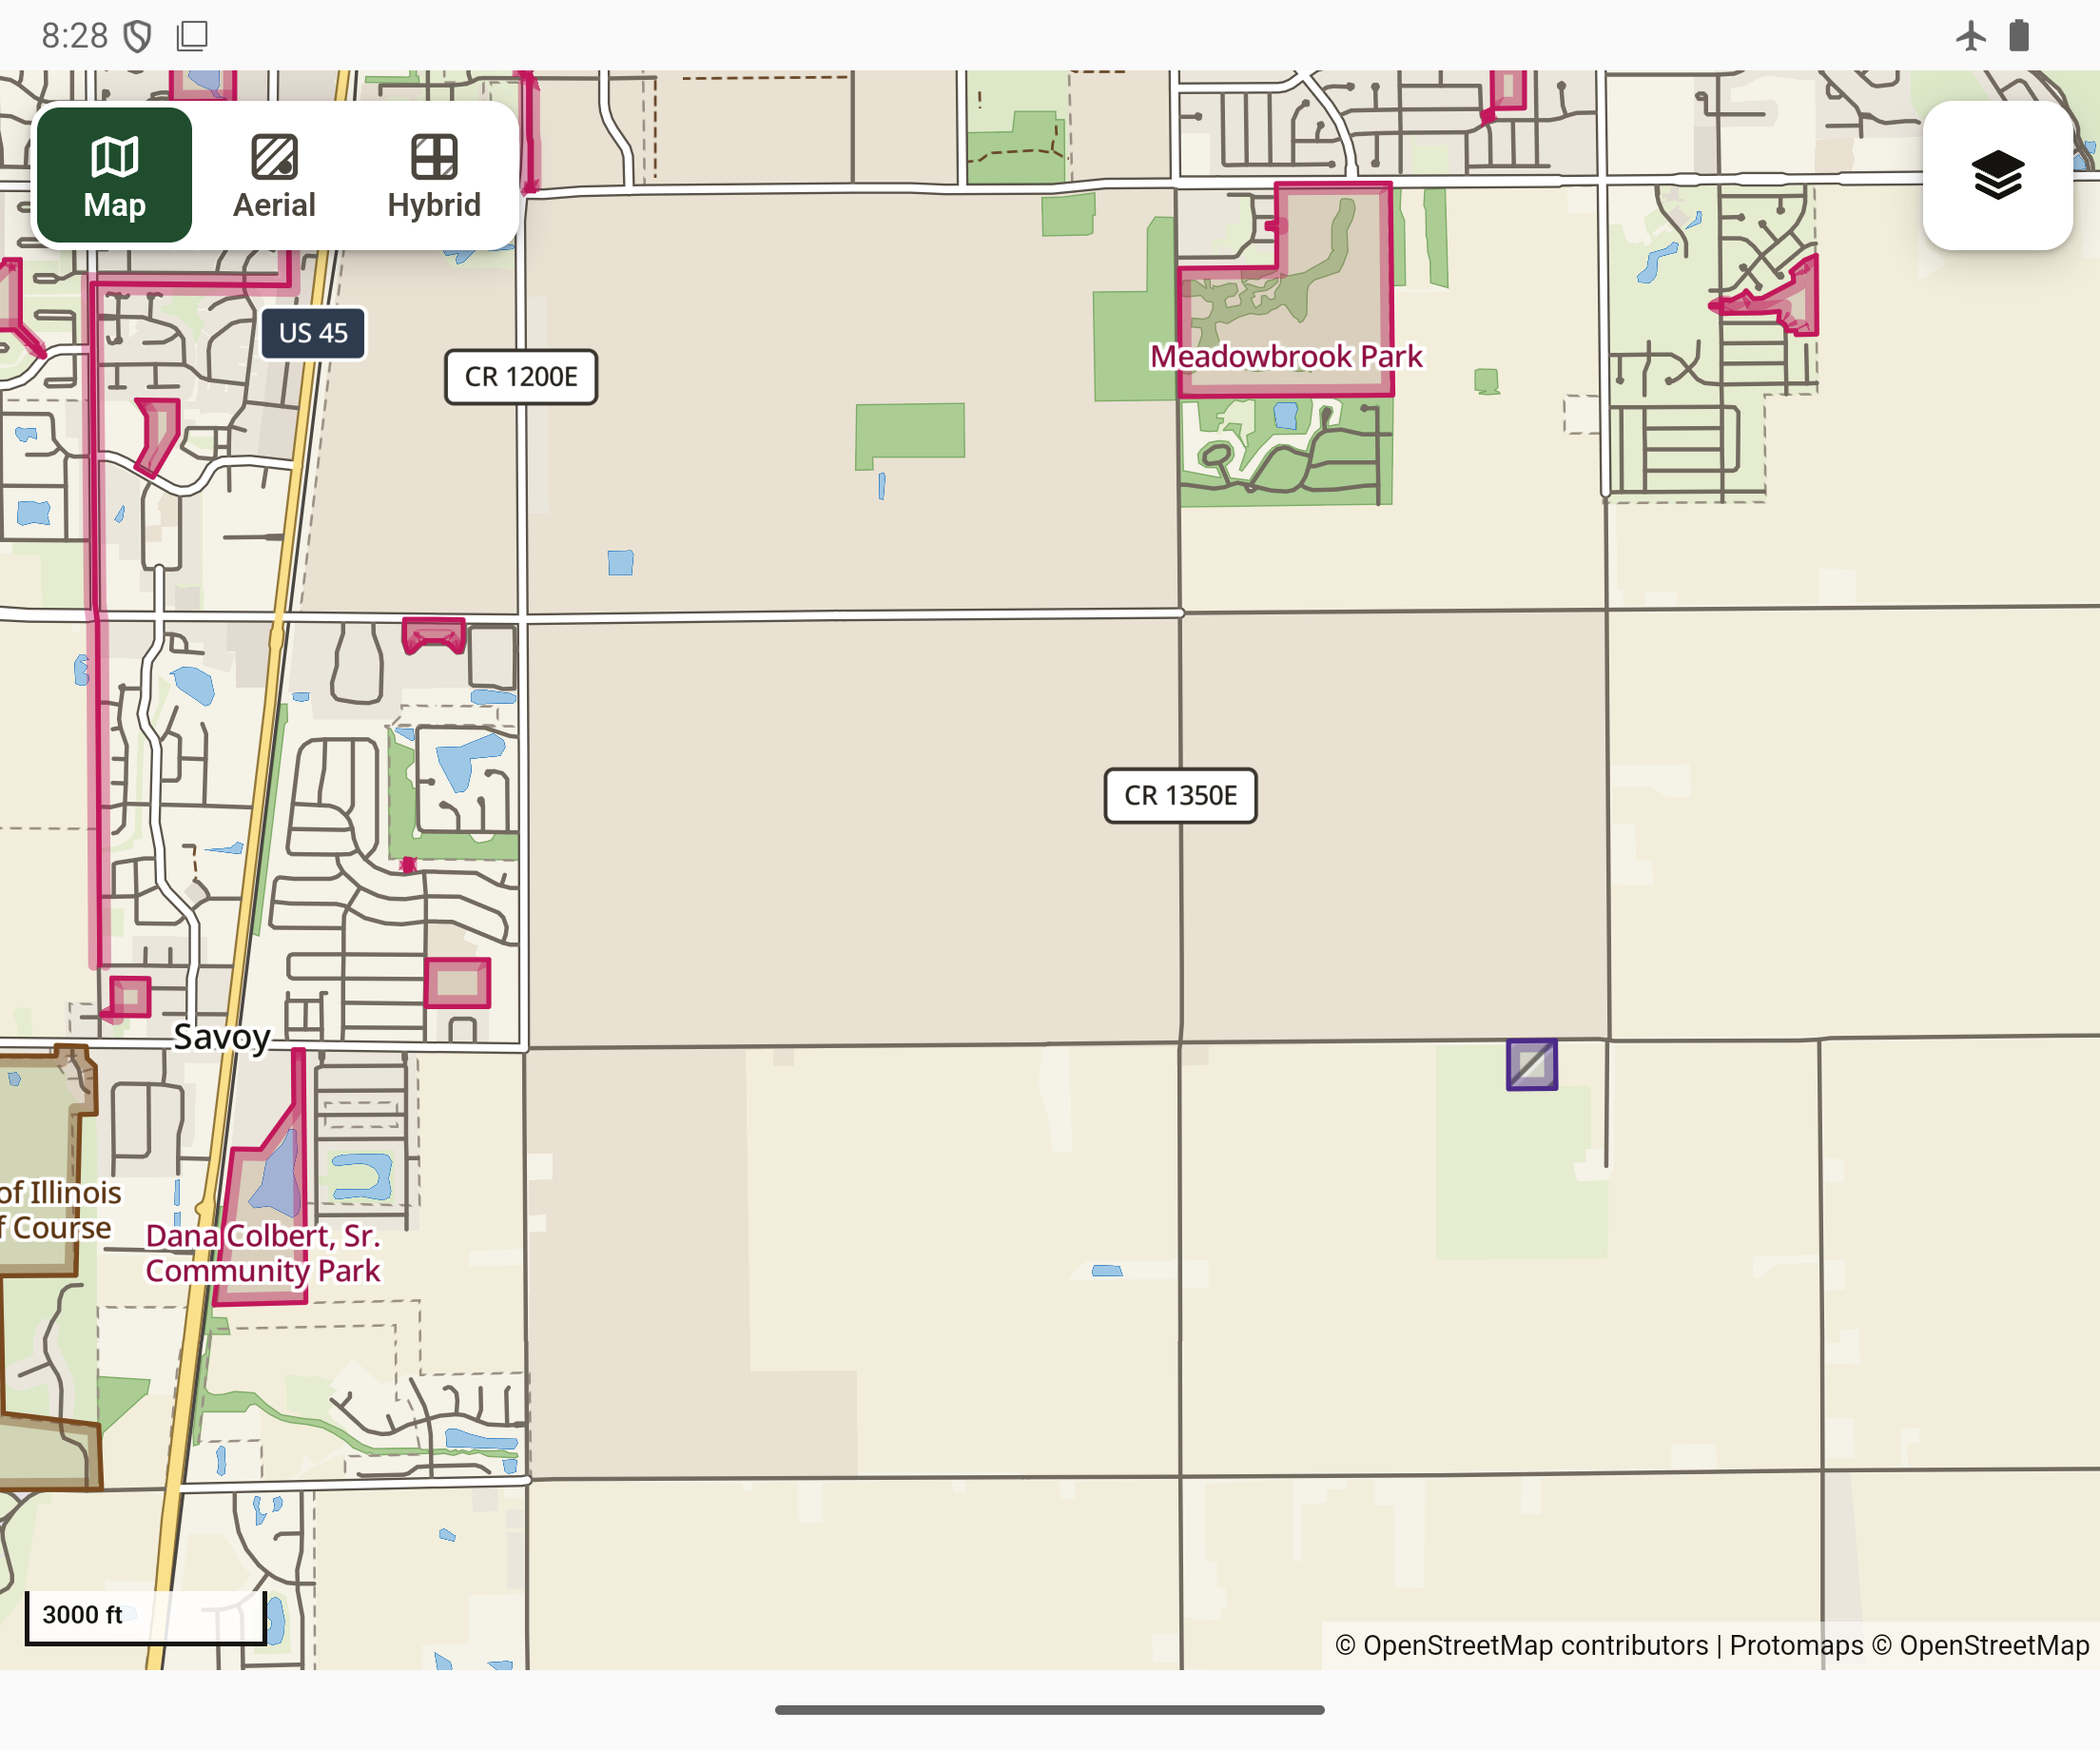 8:28
Map
Aerial
Hybrid
US 45
CR 1200E
Meadowbrook Park
CR 1350E
Savoy
of Illinois
f Course
Dana Colbert, Sr.
Community Park
3000 ft
© OpenStreetMap contributors | Protomaps © OpenStreetMap